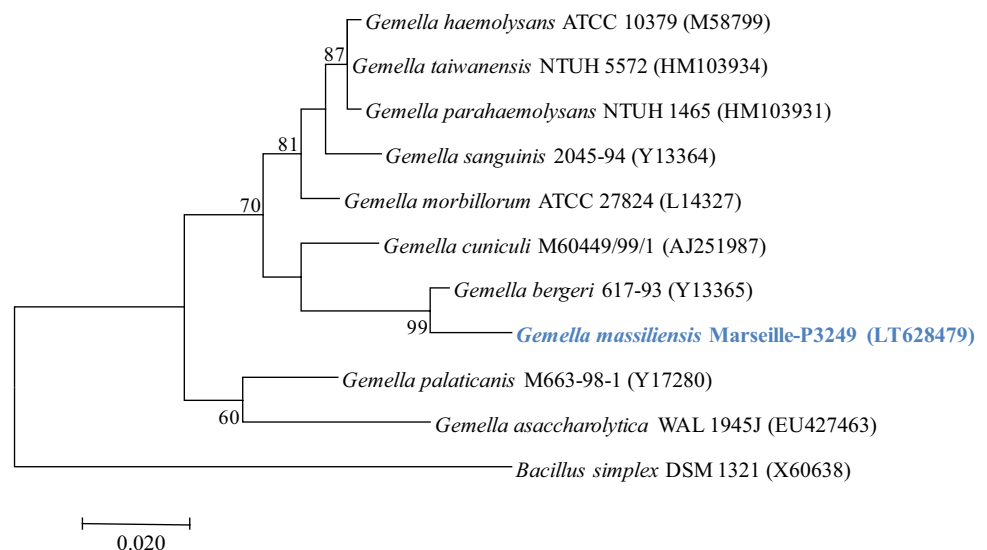 Gemella haemolysans ATCC 10379 (M58799)
87
Gemella taiwanensis NTUH 5572 (HM103934)
Gemella parahaemolysans NTUH 1465 (HM103931)
81
Gemella sanguinis 2045-94 (Y13364)
70
Gemella morbillorum ATCC 27824 (L14327)
Gemella cuniculi M60449/99/1 (AJ251987)
Gemella bergeri 617-93 (Y13365)
99
Gemella massiliensis Marseille-P3249 (LT628479)
Gemella palaticanis M663-98-1 (Y17280)
60
Gemella asaccharolytica WAL 1945J (EU427463)
Bacillus simplex DSM 1321 (X60638)
0.020